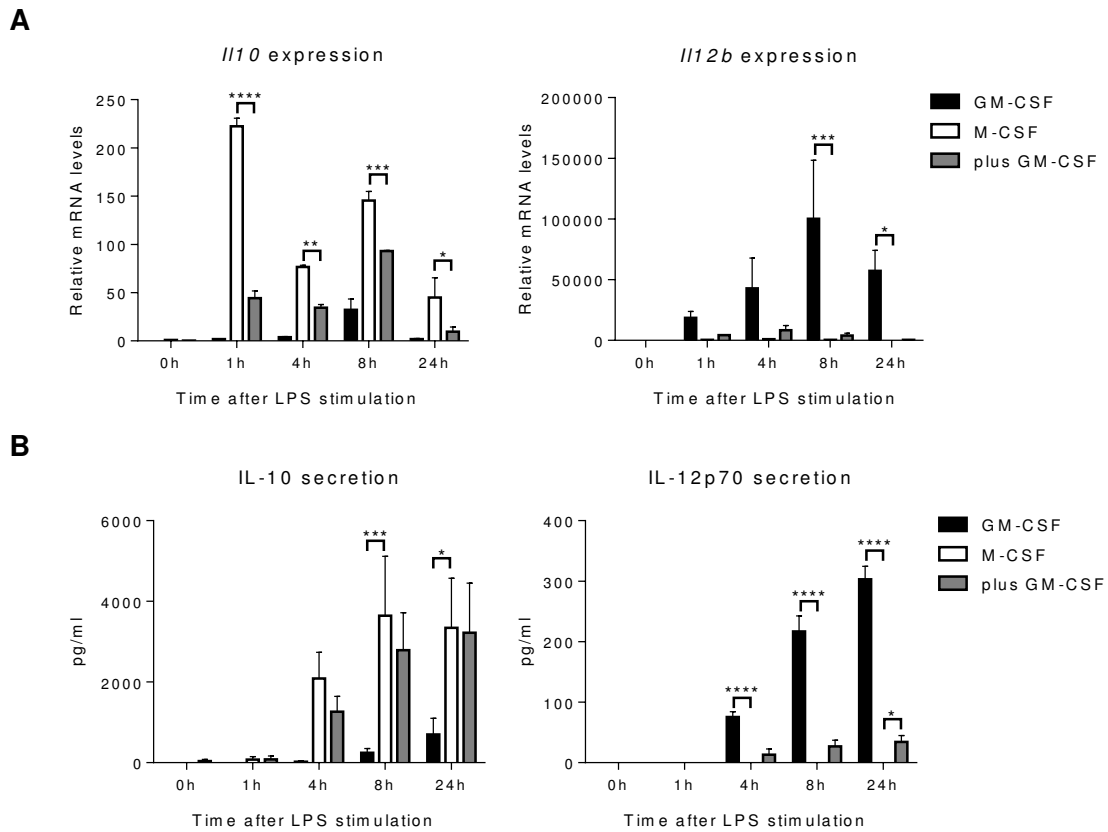 A
Il10 expression
Relative mRNA levels
250
200
150
100
50
0
****
**
***
*
0h 1h 4h 8h 24h
Time after LPS stimulation
Il12b expression
Relative mRNA levels
200000
150000
100000
50000
0
***
*
0h 1h 4h 8h 24h
Time after LPS stimulation
GM-CSF
M-CSF
plus GM-CSF
B
IL-10 secretion
pg/ml
6000
4000
2000
0
***
*
0h 1h 4h 8h 24h
Time after LPS stimulation
IL-12p70 secretion
pg/ml
400
300
200
100
0
****
****
****
*
0h 1h 4h 8h 24h
Time after LPS stimulation
GM-CSF
M-CSF
plus GM-CSF